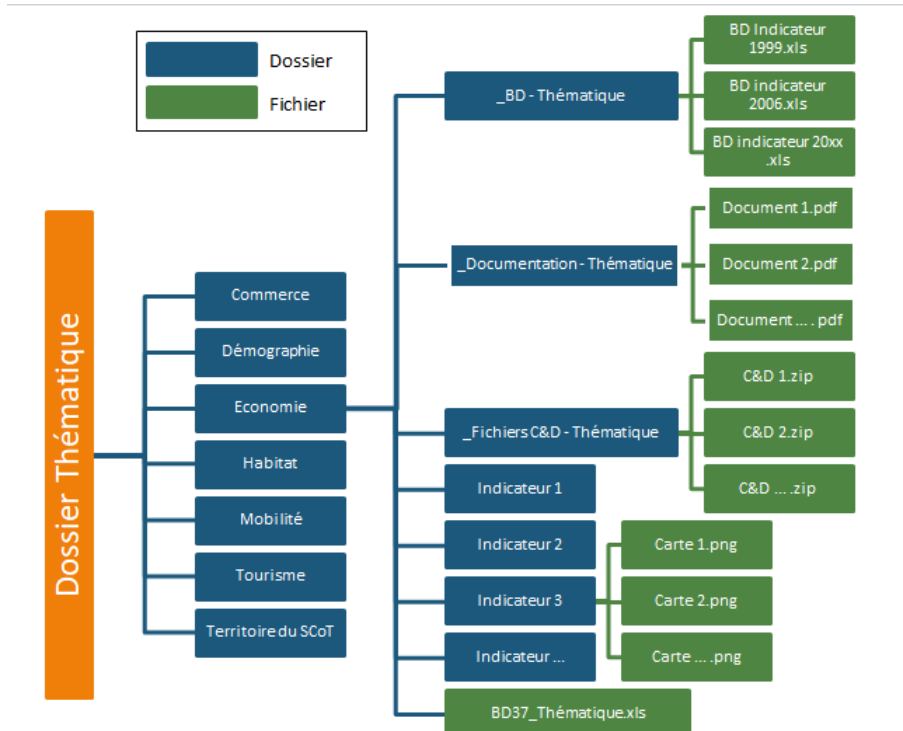 Dossier
Fichier
Dossier Thématique
Commerce
Démographie
Economie
Habitat
Mobilité
Tourisme
Territoire du SCoT
_BD - Thématique
_Documentation - Thématique
_Fichiers C&D - Thématique
Indicateur 1
Indicateur 2
Indicateur 3
Indicateur ...
BD37_Thématique.xls
BD Indicateur
1999.xls
BD indicateur
2006.xls
BD indicateur 20xx
.xls
Document 1.pdf
Document 2.pdf
Document ... . pdf
C&D 1.zip
C&D 2.zip
C&D ... .zip
Carte 1.png
Carte 2.png
Carte ... .png